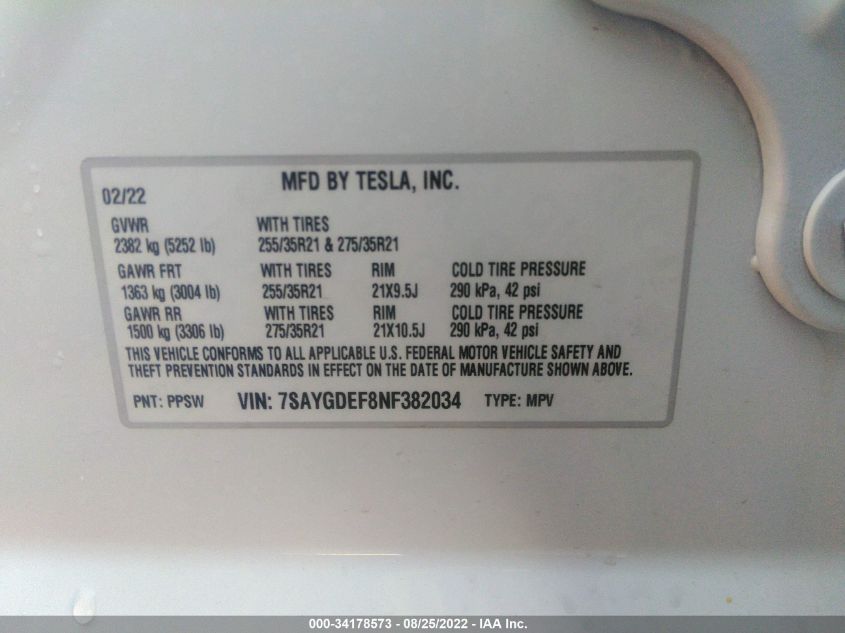 MFD BY TESLA, INC.
02/22
GVWR WITH TIRES
2382 kg (5252 lb) 255/35R21 & 275/35R21
GAWR FRT WITH TIRES RIM COLD TIRE PRESSURE
1363 kg (3004 lb) 255/35R21 21X9.5J 290 kPa, 42 psi
GAWR RR WITH TIRES RIM COLD TIRE PRESSURE
1500 kg (3306 lb) 275/35R21 21X10.5J 290 kPa, 42 psi
THIS VEHICLE CONFORMS TO ALL APPLICABLE U.S. FEDERAL MOTOR VEHICLE SAFETY AND
THEFT PREVENTION STANDARDS IN EFFECT ON THE DATE OF MANUFACTURE SHOWN ABOVE.
PNT: PPSW VIN: 7SAYGDEF8NF382034 TYPE: MPV
000-34178573 - 08/25/2022 - IAA Inc.